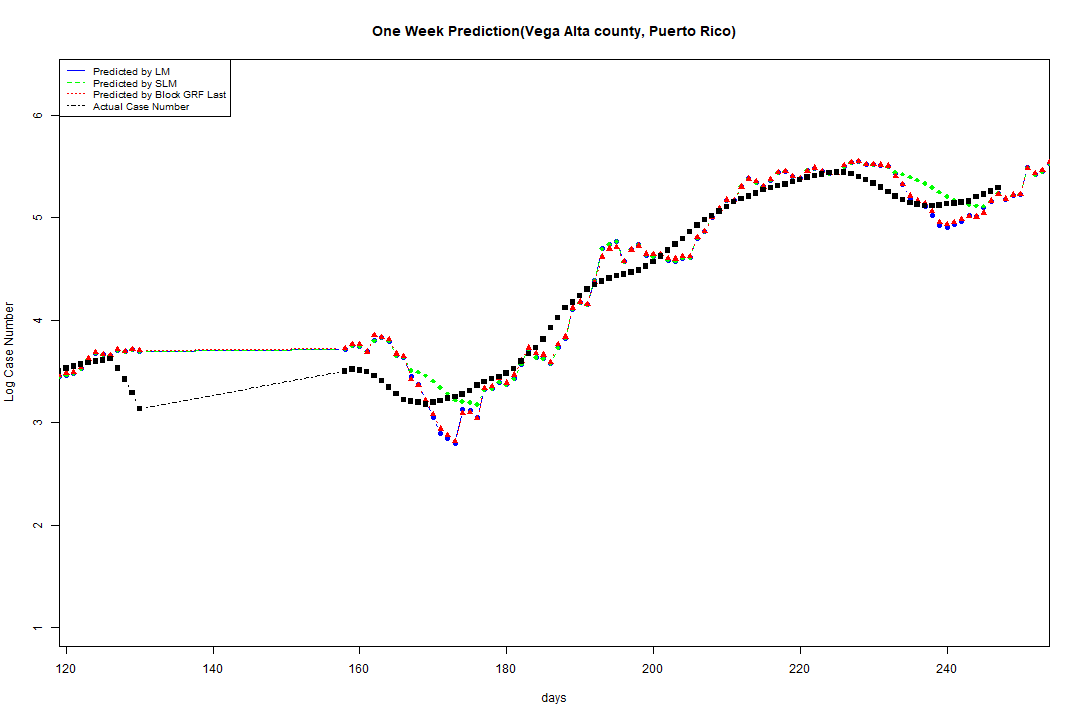 One Week Prediction(Vega Alta county, Puerto Rico)
Predicted by LM
Predicted by SLM
Predicted by Block GRF Last
Actual Case Number
6
5
4
3
2
1
Log Case Number
120 140 160 180 200 220 240
days